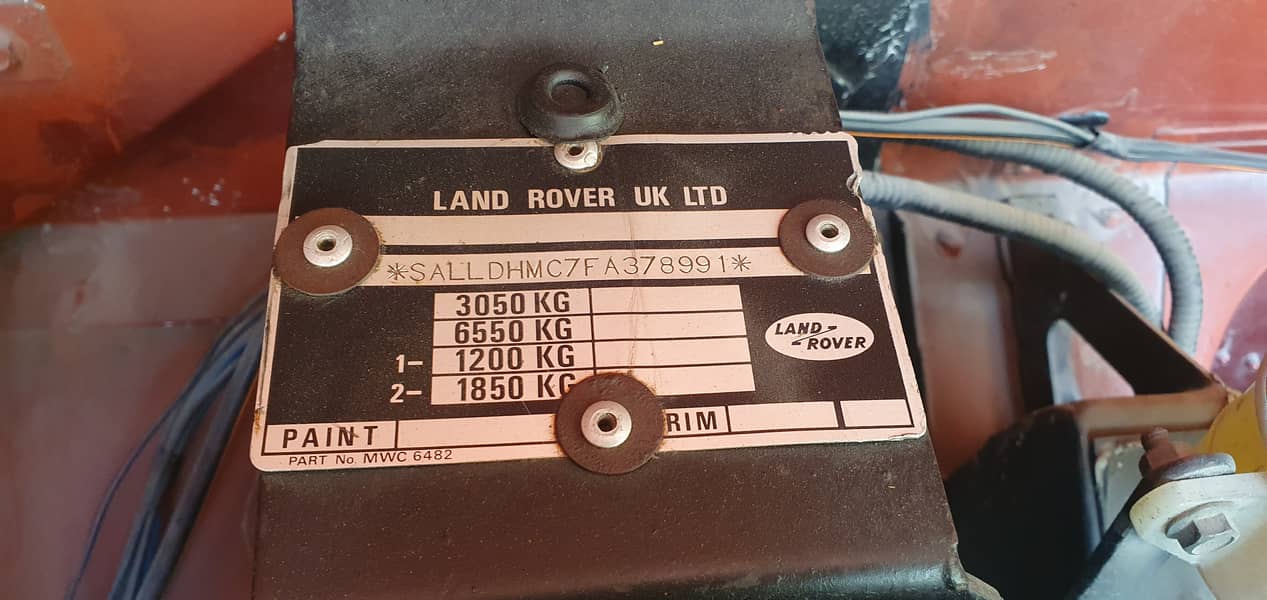 LAND ROVER UK LTD
*SALLDHMC7FA378991*
3050 KG
6550 KG
1- 1200 KG
2- 1850 KG
LAND-
ROVER
PAINT
RIM
PART No. MWC 6482